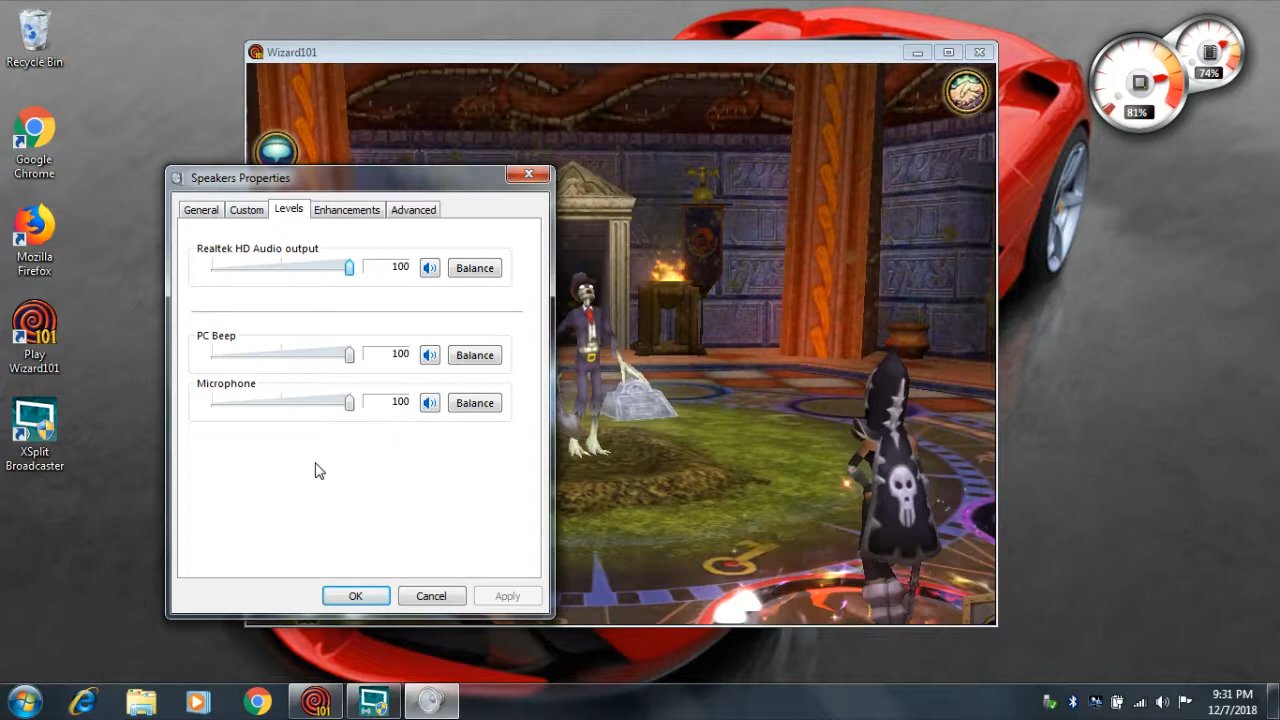 Recycle Bin
Google
Chrome
Mozilla
Firefox
101
Play
Wizard101
XSplit
Broadcaster
Wizard101
81%
74%
Speakers Properties
General
Custom
Levels
Enhancements
Advanced
Realtek HD Audio output
100
Balance
PC Beep
100
Balance
Microphone
100
Balance
OK
Cancel
Apply
101
9:31 PM
12/7/2018